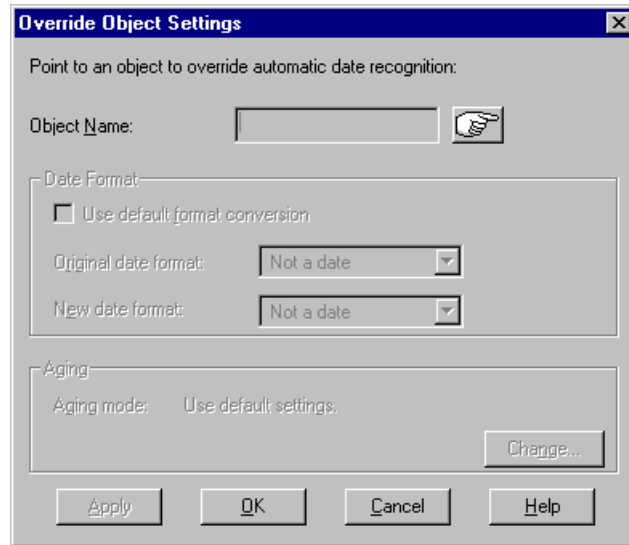 Override Object Settings
Point to an object to override automatic date recognition:
Object Name:
Date Format
Use default format conversion
Original date format: Not a date
New date format: Not a date
Aging
Aging mode: Use default settings.
Change...
Apply OK Cancel Help